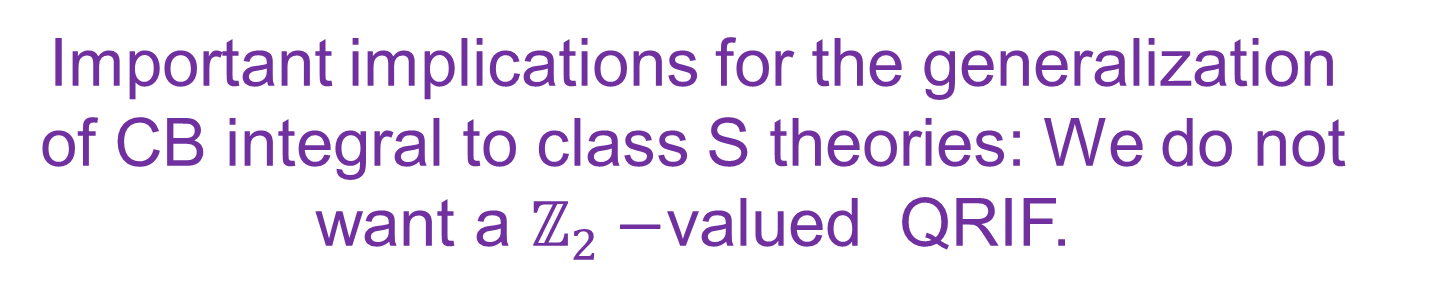 Important implications for the generalization
of CB integral to class S theories: We do not
want a ℤ₂ −valued QRIF.